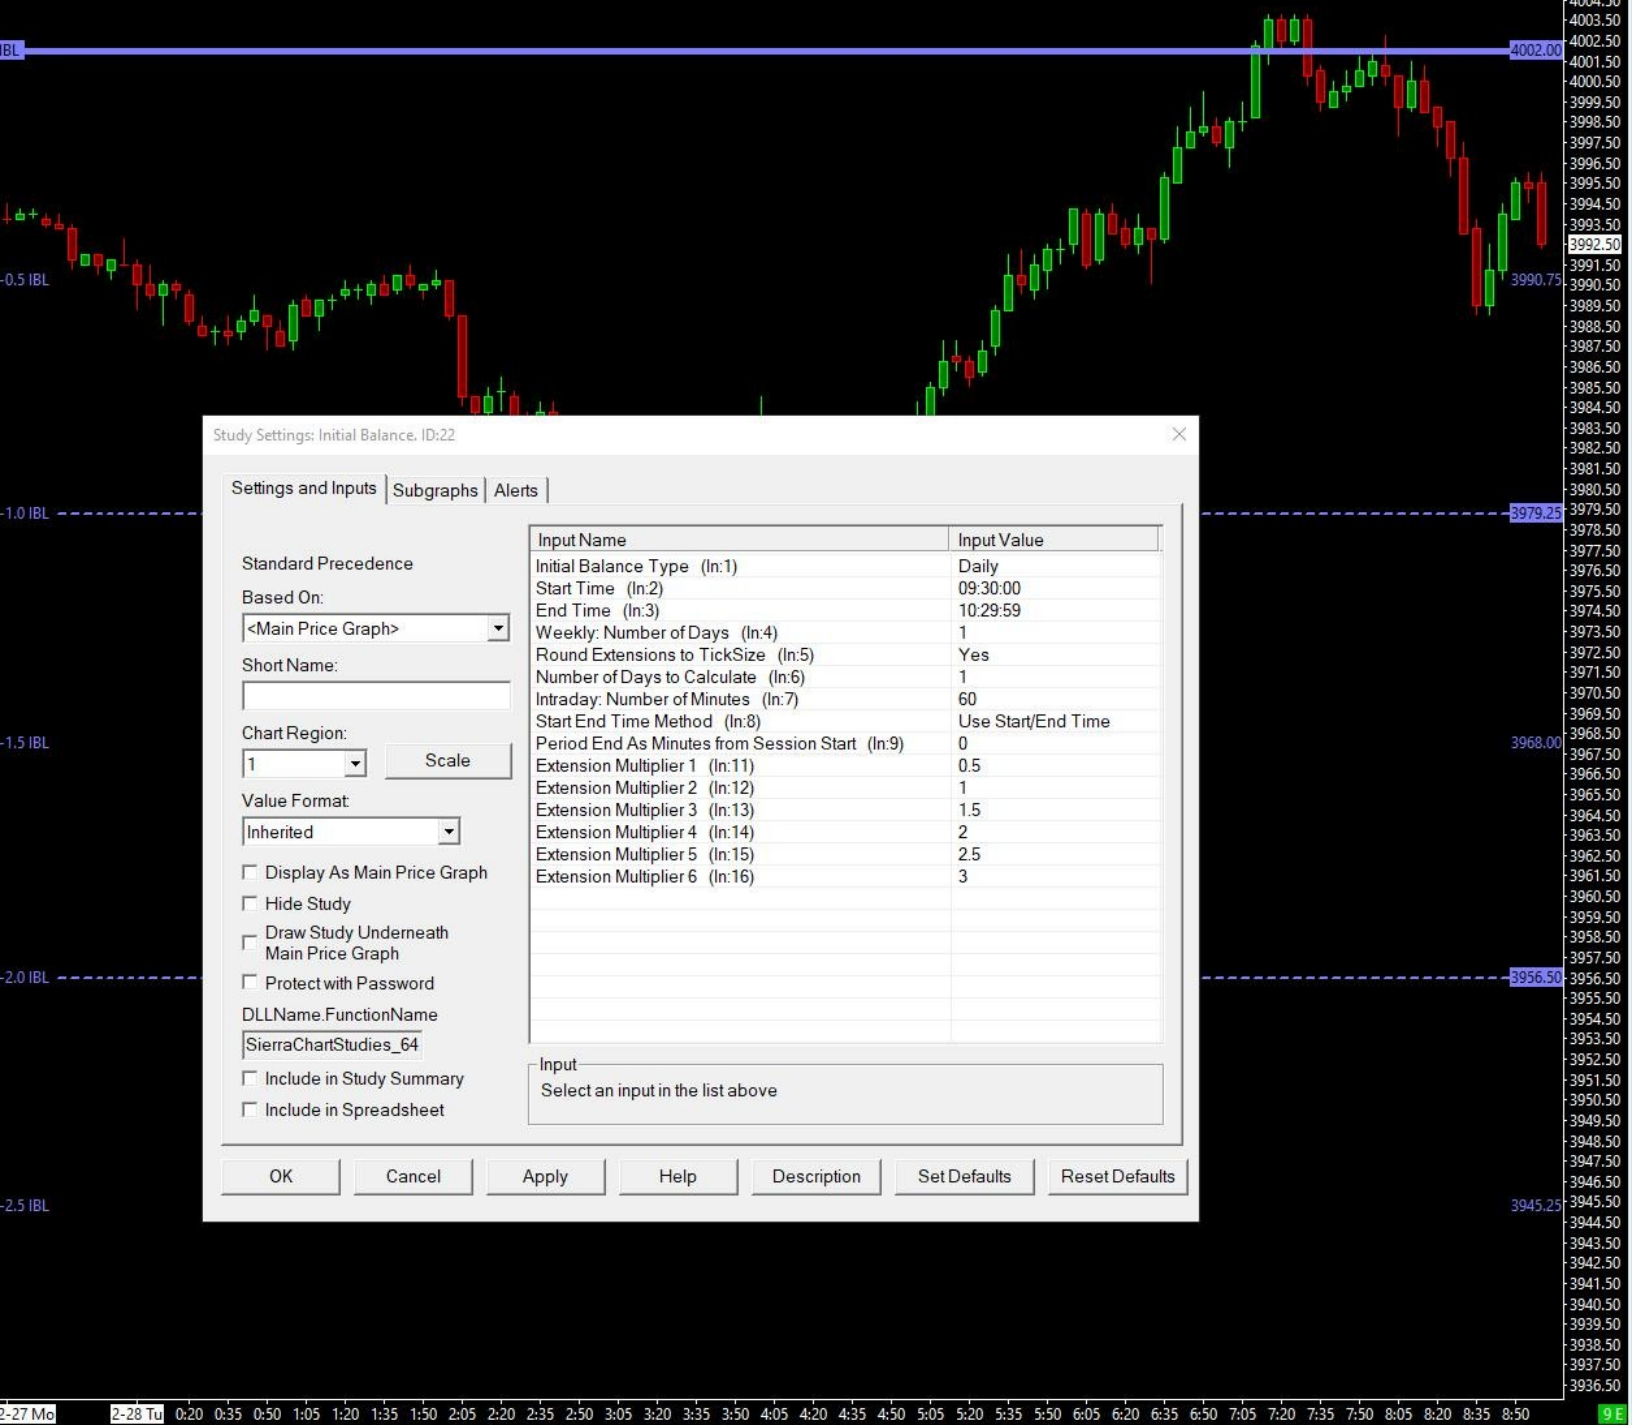 4004.50
4003.50
IBL
4002.00
4002.50
4001.50
4000.50
3999.50
3998.50
3997.50
3996.50
3995.50
3994.50
3993.50
3992.50
3991.50
-0.5 IBL
3990.75
3990.50
3989.50
3988.50
3987.50
3986.50
3985.50
3984.50
3983.50
3982.50
3981.50
3980.50
-1.0 IBL
3979.25
3979.50
3978.50
3977.50
3976.50
3975.50
3974.50
3973.50
3972.50
3971.50
3970.50
3969.50
-1.5 IBL
3968.00
3968.50
3967.50
3966.50
3965.50
3964.50
3963.50
3962.50
3961.50
3960.50
3959.50
3958.50
3957.50
-2.0 IBL
3956.50
3956.50
3955.50
3954.50
3953.50
3952.50
3951.50
3950.50
3949.50
3948.50
3947.50
3946.50
3945.50
-2.5 IBL
3945.25
3944.50
3943.50
3942.50
3941.50
3940.50
3939.50
3938.50
3937.50
3936.50
Study Settings: Initial Balance. ID:22
Settings and Inputs Subgraphs Alerts
Standard Precedence
Based On:
<Main Price Graph>
Short Name:
Chart Region:
1
Scale
Value Format:
Inherited
Display As Main Price Graph
Hide Study
Draw Study Underneath
Main Price Graph
Protect with Password
DLLName.FunctionName
SierraChartStudies_64
Include in Study Summary
Include in Spreadsheet
Input Name Input Value
Initial Balance Type (In:1) Daily
Start Time (In:2) 09:30:00
End Time (In:3) 10:29:59
Weekly: Number of Days (In:4) 1
Round Extensions to TickSize (In:5) Yes
Number of Days to Calculate (In:6) 1
Intraday: Number of Minutes (In:7) 60
Start End Time Method (In:8) Use Start/End Time
Period End As Minutes from Session Start (In:9) 0
Extension Multiplier 1 (In:11) 0.5
Extension Multiplier 2 (In:12) 1
Extension Multiplier 3 (In:13) 1.5
Extension Multiplier 4 (In:14) 2
Extension Multiplier 5 (In:15) 2.5
Extension Multiplier 6 (In:16) 3
Input
Select an input in the list above
OK Cancel Apply Help Description Set Defaults Reset Defaults
2-27 Mo 2-28 Tu 0:20 0:35 0:50 1:05 1:20 1:35 1:50 2:05 2:20 2:35 2:50 3:05 3:20 3:35 3:50 4:05 4:20 4:35 4:50 5:05 5:20 5:35 5:50 6:05 6:20 6:35 6:50 7:05 7:20 7:35 7:50 8:05 8:20 8:35 8:50 9 E